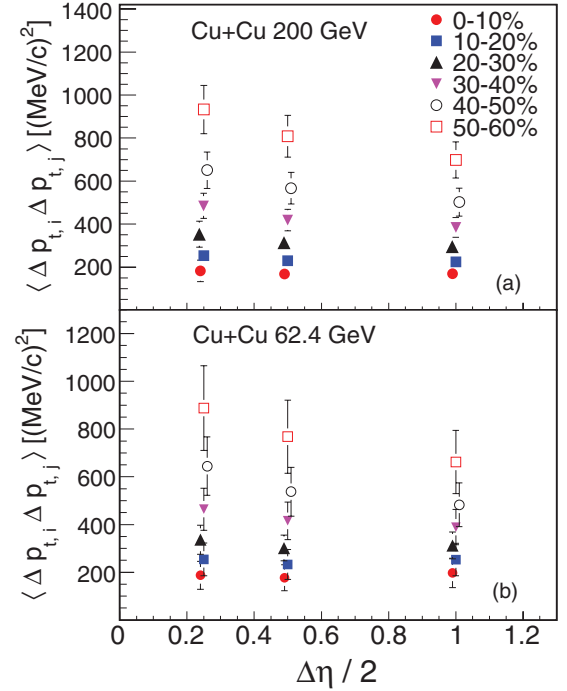 1400
Cu+Cu 200 GeV
0-10%
10-20%
20-30%
30-40%
40-50%
50-60%
1200
1000
800
600
400
200
⟨ Δ p_{t,i} Δ p_{t,j} ⟩ [(MeV/c)^2]
(a)
Cu+Cu 62.4 GeV
1200
1000
800
600
400
200
⟨ Δ p_{t,i} Δ p_{t,j} ⟩ [(MeV/c)^2]
(b)
0 0.2 0.4 0.6 0.8 1 1.2
Δη / 2